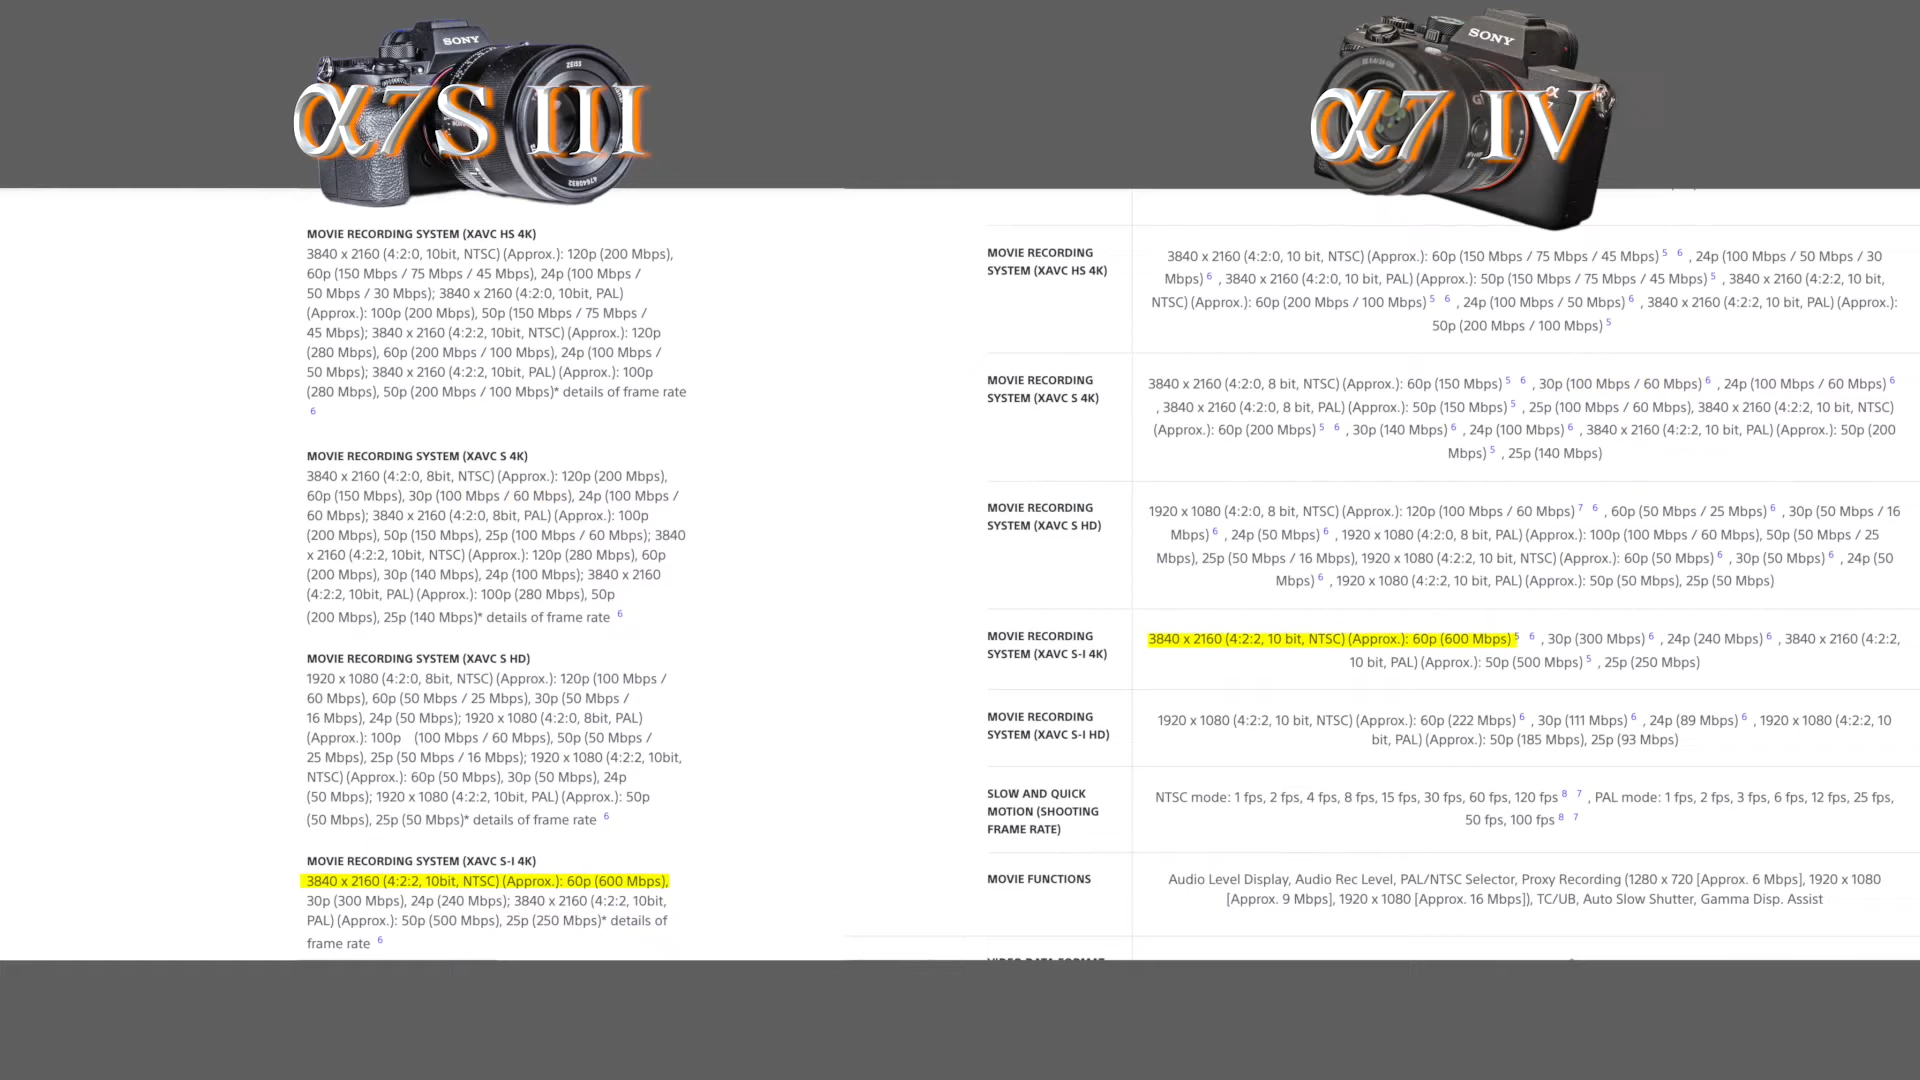 SONY
ZEISS
α7S III
SONY
α7 IV
MOVIE RECORDING SYSTEM (XAVC HS 4K)
3840 x 2160 (4:2:0, 10bit, NTSC) (Approx.): 120p (200 Mbps),
60p (150 Mbps / 75 Mbps / 45 Mbps), 24p (100 Mbps /
50 Mbps / 30 Mbps); 3840 x 2160 (4:2:0, 10bit, PAL)
(Approx.): 100p (200 Mbps), 50p (150 Mbps / 75 Mbps /
45 Mbps); 3840 x 2160 (4:2:2, 10bit, NTSC) (Approx.): 120p
(280 Mbps), 60p (200 Mbps / 100 Mbps), 24p (100 Mbps /
50 Mbps); 3840 x 2160 (4:2:2, 10bit, PAL) (Approx.): 100p
(280 Mbps), 50p (200 Mbps / 100 Mbps)* details of frame rate
6
MOVIE RECORDING SYSTEM (XAVC S 4K)
3840 x 2160 (4:2:0, 8bit, NTSC) (Approx.): 120p (200 Mbps),
60p (150 Mbps), 30p (100 Mbps / 60 Mbps), 24p (100 Mbps /
60 Mbps); 3840 x 2160 (4:2:0, 8bit, PAL) (Approx.): 100p
(200 Mbps), 50p (150 Mbps), 25p (100 Mbps / 60 Mbps); 3840
x 2160 (4:2:2, 10bit, NTSC) (Approx.): 120p (280 Mbps), 60p
(200 Mbps), 30p (140 Mbps), 24p (100 Mbps); 3840 x 2160
(4:2:2, 10bit, PAL) (Approx.): 100p (280 Mbps), 50p
(200 Mbps), 25p (140 Mbps)* details of frame rate 6
MOVIE RECORDING SYSTEM (XAVC S HD)
1920 x 1080 (4:2:0, 8bit, NTSC) (Approx.): 120p (100 Mbps /
60 Mbps), 60p (50 Mbps / 25 Mbps), 30p (50 Mbps /
16 Mbps), 24p (50 Mbps); 1920 x 1080 (4:2:0, 8bit, PAL)
(Approx.): 100p (100 Mbps / 60 Mbps), 50p (50 Mbps /
25 Mbps), 25p (50 Mbps / 16 Mbps); 1920 x 1080 (4:2:2, 10bit,
NTSC) (Approx.): 60p (50 Mbps), 30p (50 Mbps), 24p
(50 Mbps); 1920 x 1080 (4:2:2, 10bit, PAL) (Approx.): 50p
(50 Mbps), 25p (50 Mbps)* details of frame rate 6
MOVIE RECORDING SYSTEM (XAVC S-I 4K)
3840 x 2160 (4:2:2, 10bit, NTSC) (Approx.): 60p (600 Mbps),
30p (300 Mbps), 24p (240 Mbps); 3840 x 2160 (4:2:2, 10bit,
PAL) (Approx.): 50p (500 Mbps), 25p (250 Mbps)* details of
frame rate 6
MOVIE RECORDING
SYSTEM (XAVC HS 4K)
3840 x 2160 (4:2:0, 10 bit, NTSC) (Approx.): 60p (150 Mbps / 75 Mbps / 45 Mbps) 5 6 , 24p (100 Mbps / 50 Mbps / 30
Mbps) 6 , 3840 x 2160 (4:2:0, 10 bit, PAL) (Approx.): 50p (150 Mbps / 75 Mbps / 45 Mbps) 5 , 3840 x 2160 (4:2:2, 10 bit,
NTSC) (Approx.): 60p (200 Mbps / 100 Mbps) 5 6 , 24p (100 Mbps / 50 Mbps) 6 , 3840 x 2160 (4:2:2, 10 bit, PAL) (Approx.):
50p (200 Mbps / 100 Mbps) 5
MOVIE RECORDING
SYSTEM (XAVC S 4K)
3840 x 2160 (4:2:0, 8 bit, NTSC) (Approx.): 60p (150 Mbps) 5 6 , 30p (100 Mbps / 60 Mbps) 6 , 24p (100 Mbps / 60 Mbps) 6
, 3840 x 2160 (4:2:0, 8 bit, PAL) (Approx.): 50p (150 Mbps) 5 , 25p (100 Mbps / 60 Mbps), 3840 x 2160 (4:2:2, 10 bit, NTSC)
(Approx.): 60p (200 Mbps) 5 6 , 30p (140 Mbps) 6 , 24p (100 Mbps) 6 , 3840 x 2160 (4:2:2, 10 bit, PAL) (Approx.): 50p (200
Mbps) 5 , 25p (140 Mbps)
MOVIE RECORDING
SYSTEM (XAVC S HD)
1920 x 1080 (4:2:0, 8 bit, NTSC) (Approx.): 120p (100 Mbps / 60 Mbps) 7 6 , 60p (50 Mbps / 25 Mbps) 6 , 30p (50 Mbps / 16
Mbps) 6 , 24p (50 Mbps) 6 , 1920 x 1080 (4:2:0, 8 bit, PAL) (Approx.): 100p (100 Mbps / 60 Mbps), 50p (50 Mbps / 25
Mbps), 25p (50 Mbps / 16 Mbps), 1920 x 1080 (4:2:2, 10 bit, NTSC) (Approx.): 60p (50 Mbps) 6 , 30p (50 Mbps) 6 , 24p (50
Mbps) 6 , 1920 x 1080 (4:2:2, 10 bit, PAL) (Approx.): 50p (50 Mbps), 25p (50 Mbps)
MOVIE RECORDING
SYSTEM (XAVC S-I 4K)
3840 x 2160 (4:2:2, 10 bit, NTSC) (Approx.): 60p (600 Mbps) 5 6 , 30p (300 Mbps) 6 , 24p (240 Mbps) 6 , 3840 x 2160 (4:2:2,
10 bit, PAL) (Approx.): 50p (500 Mbps) 5 , 25p (250 Mbps)
MOVIE RECORDING
SYSTEM (XAVC S-I HD)
1920 x 1080 (4:2:2, 10 bit, NTSC) (Approx.): 60p (222 Mbps) 6 , 30p (111 Mbps) 6 , 24p (89 Mbps) 6 , 1920 x 1080 (4:2:2, 10
bit, PAL) (Approx.): 50p (185 Mbps), 25p (93 Mbps)
SLOW AND QUICK
MOTION (SHOOTING
FRAME RATE)
NTSC mode: 1 fps, 2 fps, 4 fps, 8 fps, 15 fps, 30 fps, 60 fps, 120 fps 8 7 , PAL mode: 1 fps, 2 fps, 3 fps, 6 fps, 12 fps, 25 fps,
50 fps, 100 fps 8 7
MOVIE FUNCTIONS
Audio Level Display, Audio Rec Level, PAL/NTSC Selector, Proxy Recording (1280 x 720 [Approx. 6 Mbps], 1920 x 1080
[Approx. 9 Mbps], 1920 x 1080 [Approx. 16 Mbps]), TC/UB, Auto Slow Shutter, Gamma Disp. Assist